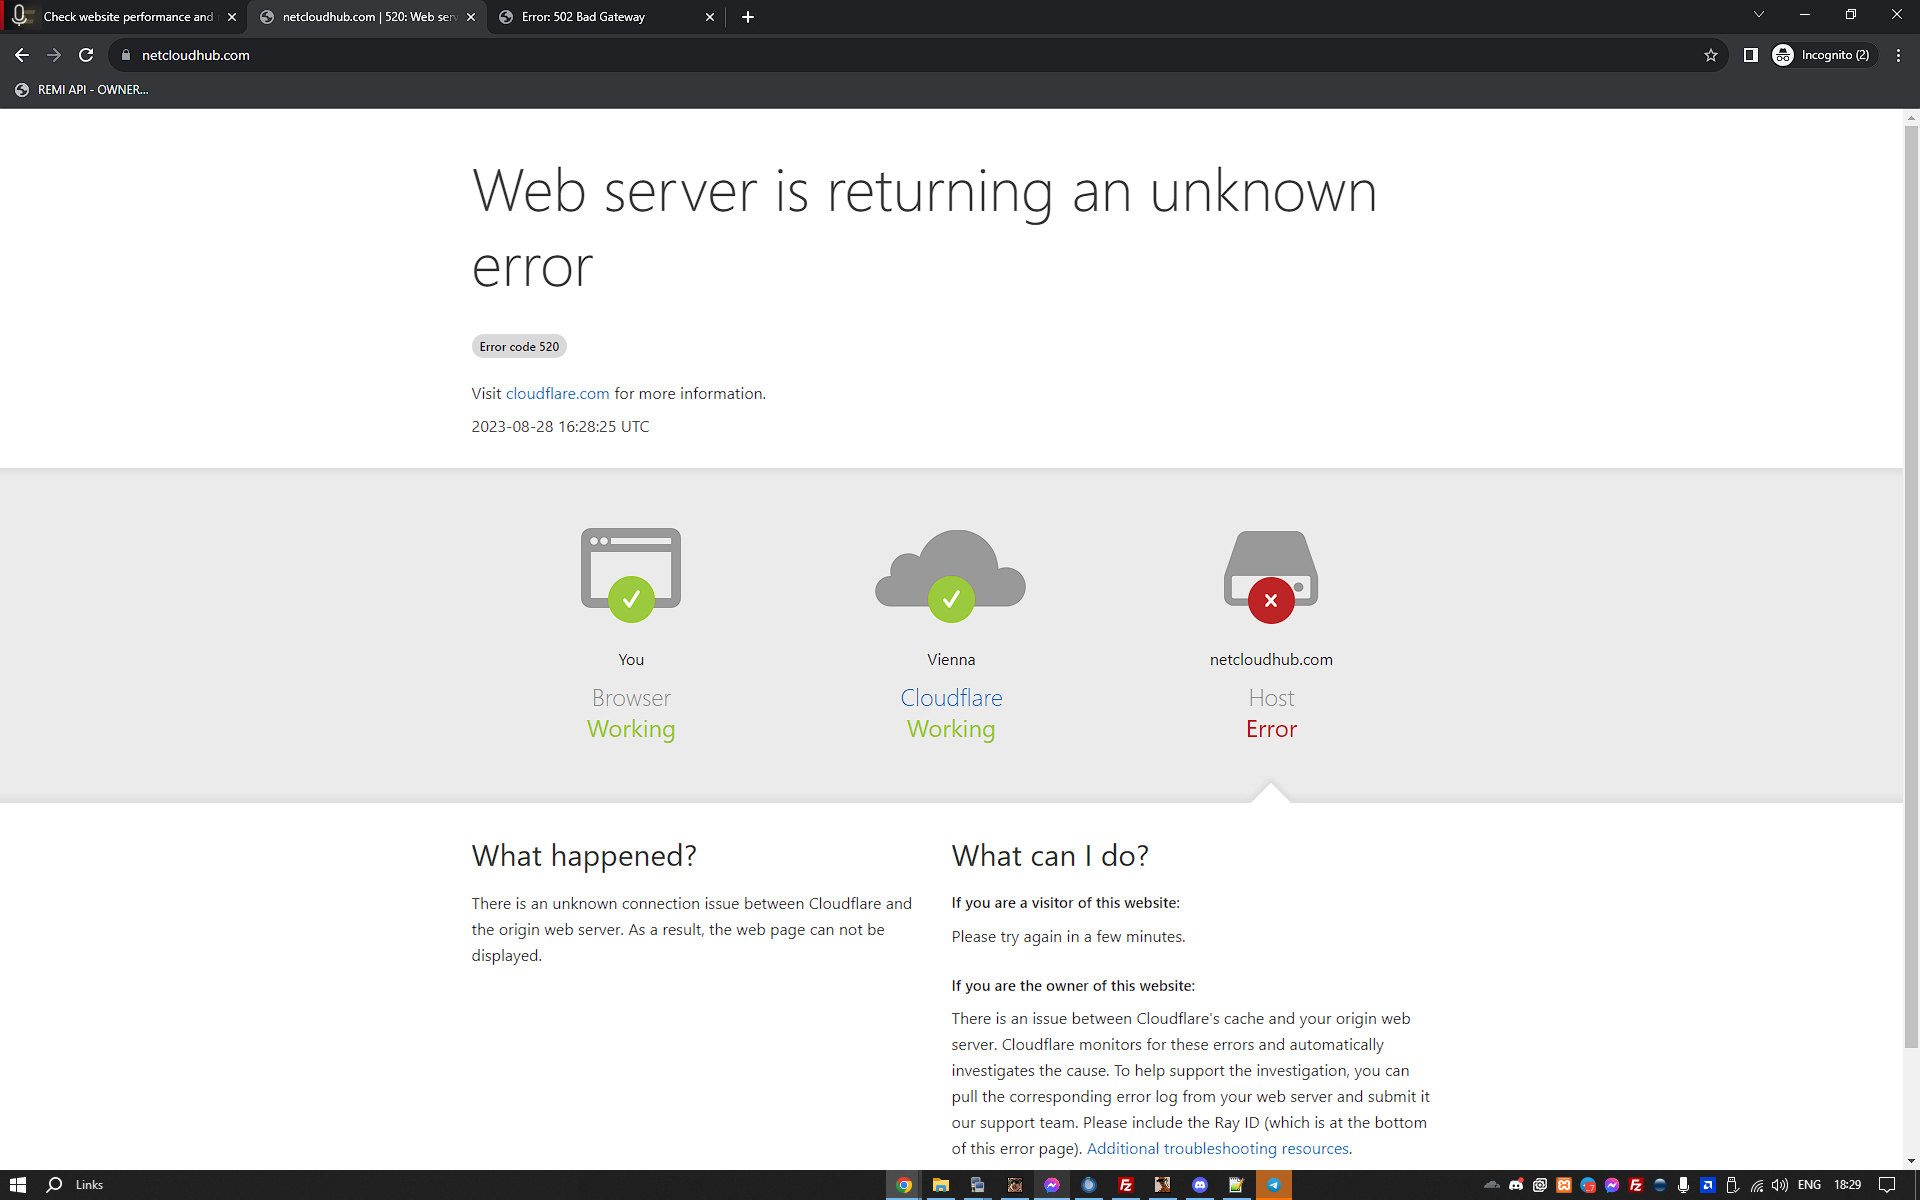 Check website performance and
netcloudhub.com | 520: Web serv
Error: 502 Bad Gateway
netcloudhub.com
Incognito (2)
REMI API - OWNER...
Web server is returning an unknown
error
Error code 520
Visit cloudflare.com for more information.
2023-08-28 16:28:25 UTC
You
Browser
Working
Vienna
Cloudflare
Working
netcloudhub.com
Host
Error
What happened?
There is an unknown connection issue between Cloudflare and
the origin web server. As a result, the web page can not be
displayed.
What can I do?
If you are a visitor of this website:
Please try again in a few minutes.
If you are the owner of this website:
There is an issue between Cloudflare's cache and your origin web
server. Cloudflare monitors for these errors and automatically
investigates the cause. To help support the investigation, you can
pull the corresponding error log from your web server and submit it
our support team. Please include the Ray ID (which is at the bottom
of this error page). Additional troubleshooting resources.
Links
ENG
18:29